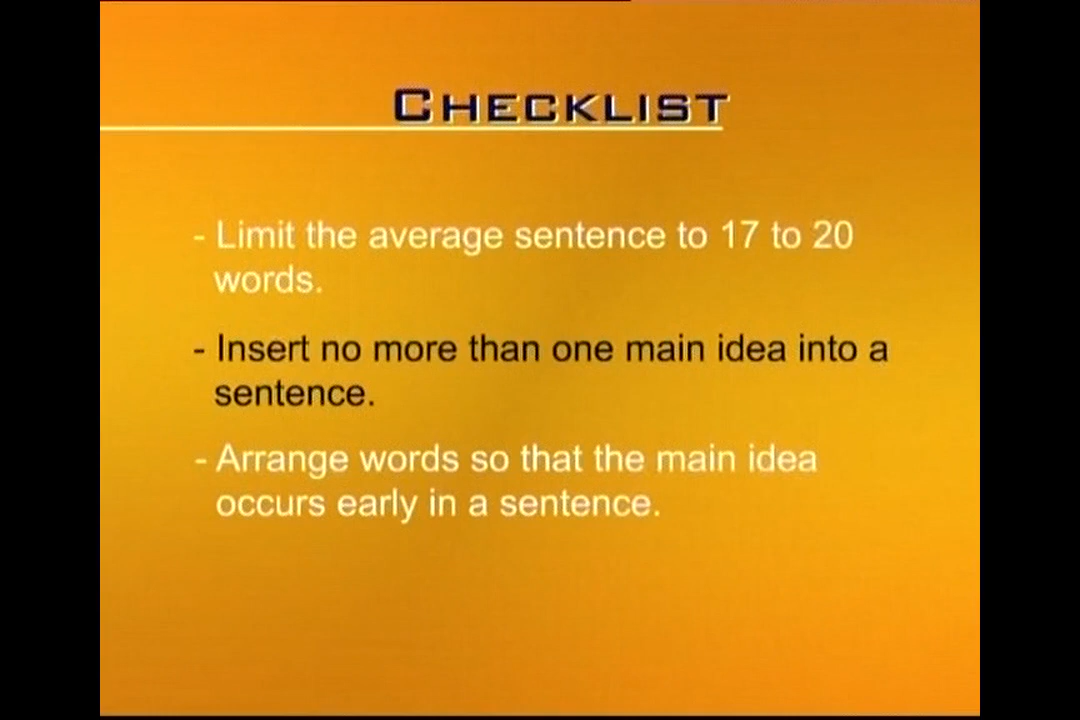 CHECKLIST
- Limit the average sentence to 17 to 20
words.
- Insert no more than one main idea into a
sentence.
- Arrange words so that the main idea
occurs early in a sentence.